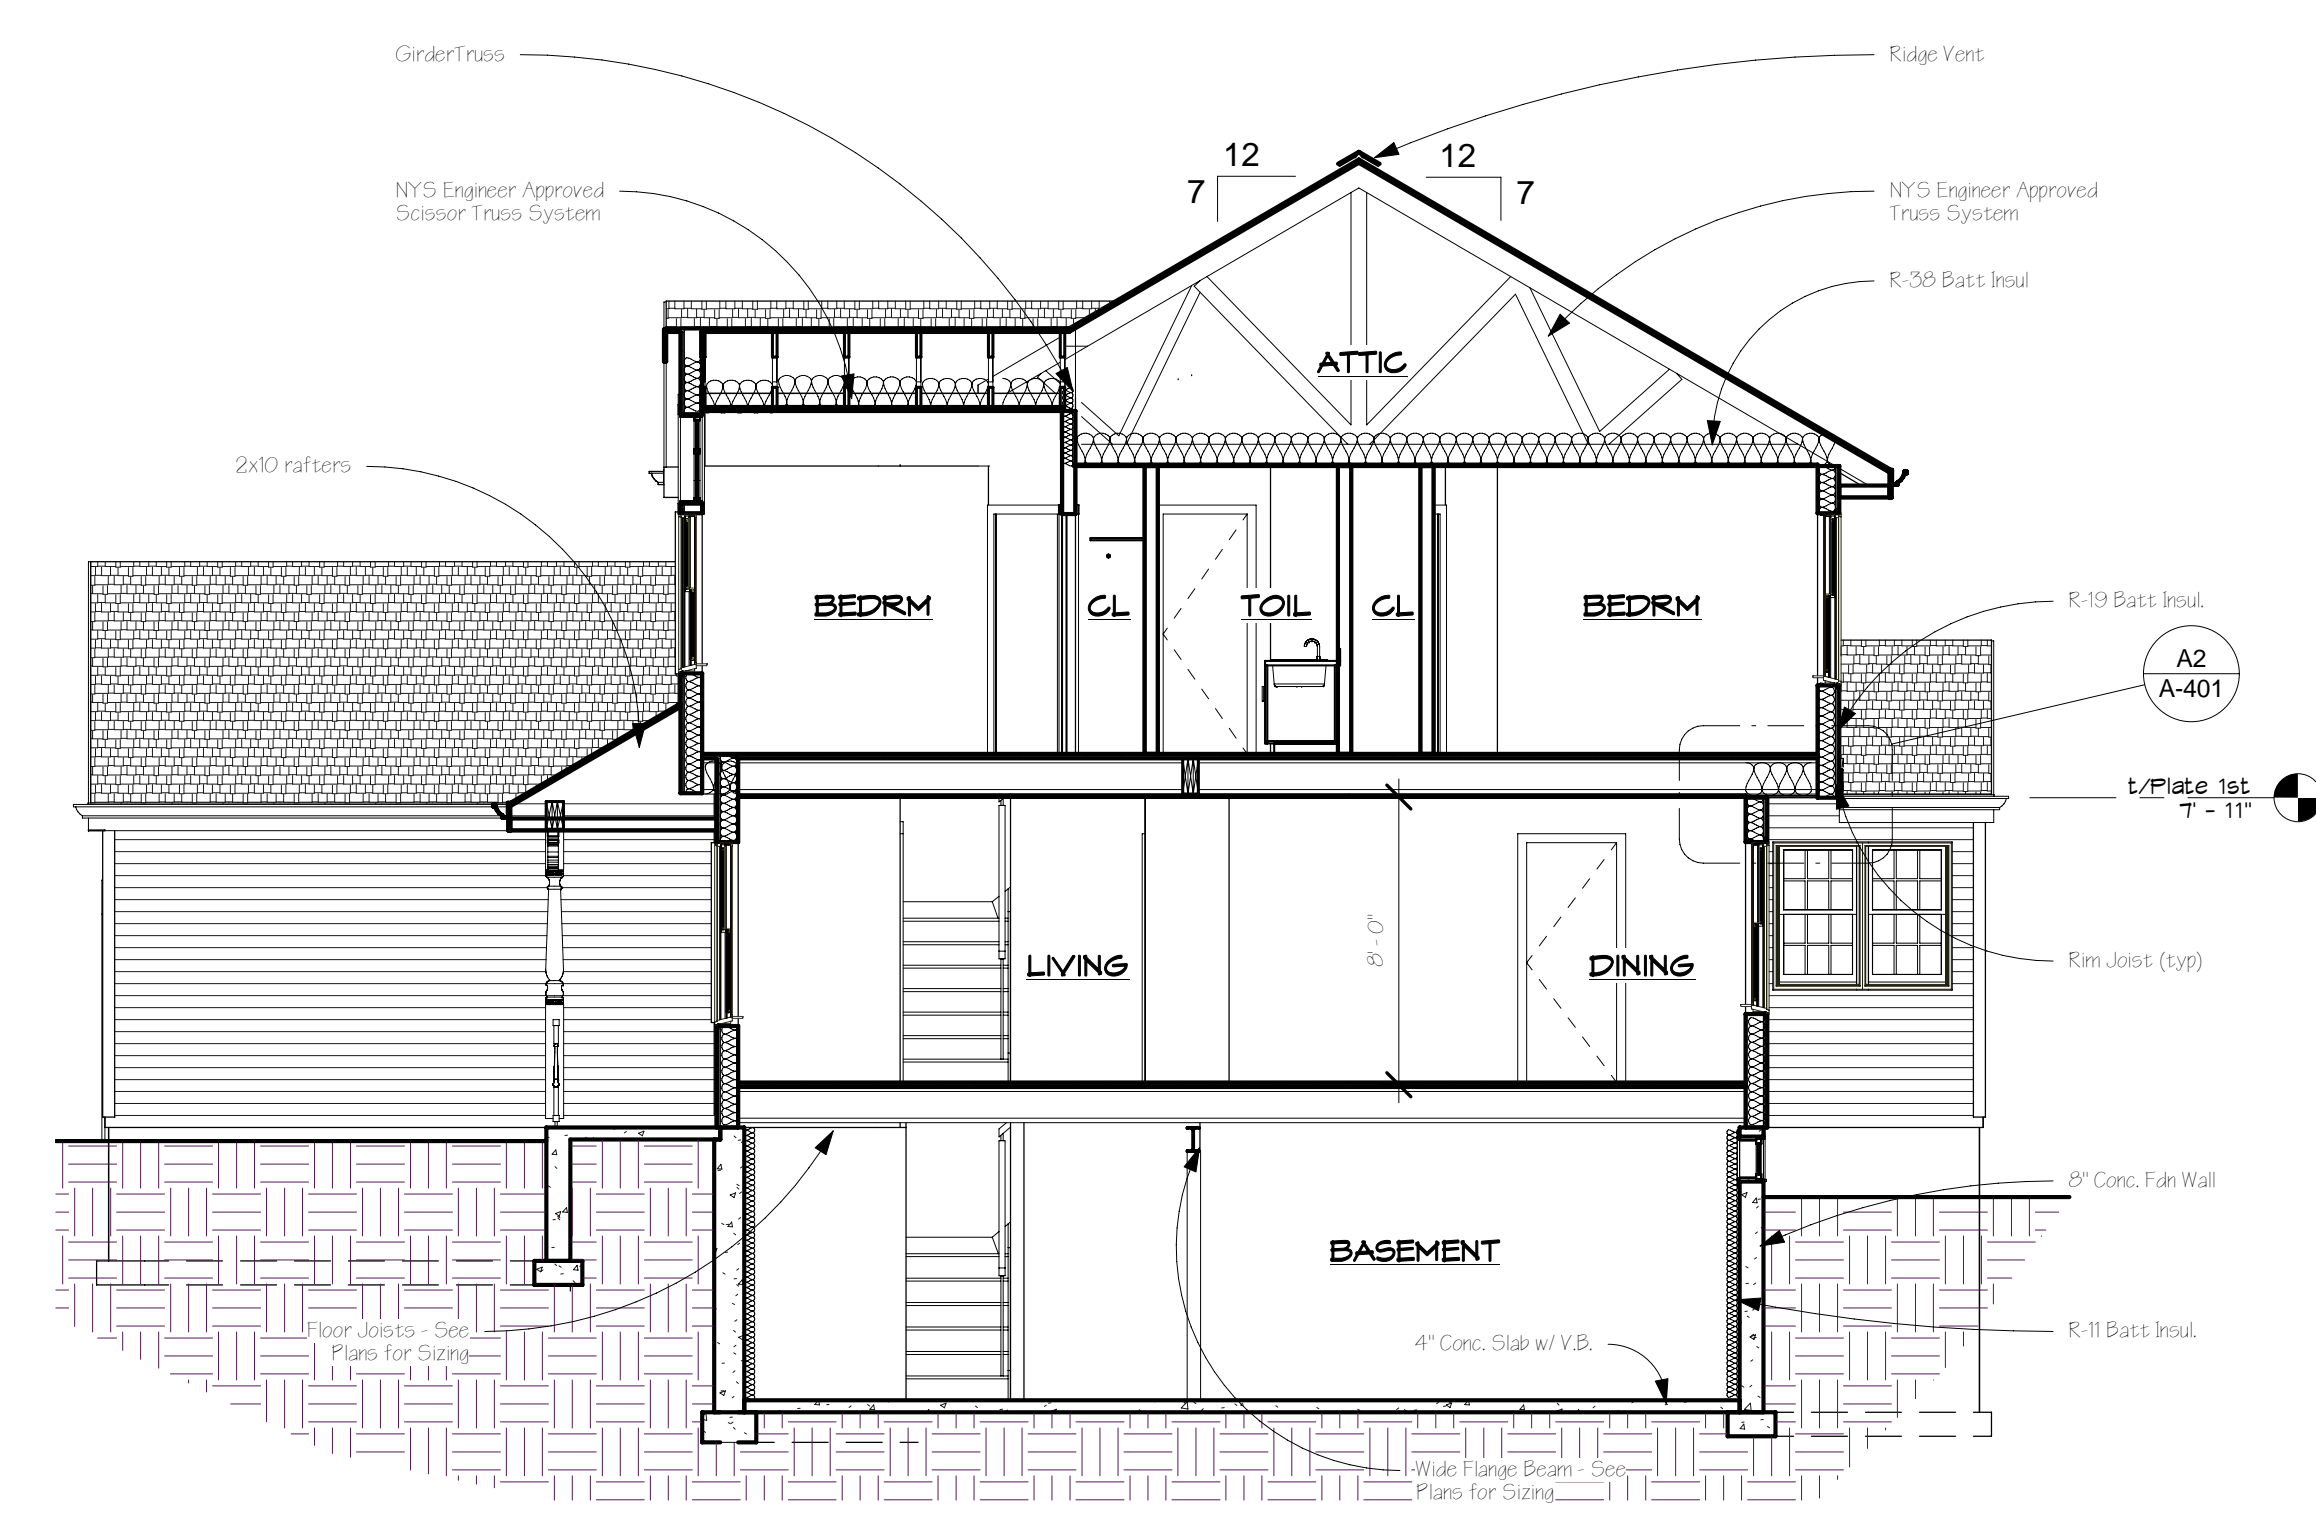 GirderTruss
Ridge Vent
12
12
7
7
NYS Engineer Approved
Scissor Truss System
NYS Engineer Approved
Truss System
R-38 Batt Insul
ATTIC
2x10 rafters
BEDRM
CL
TOIL
CL
BEDRM
R-19 Batt Insul.
A2
A-401
t/Plate 1st
7' - 11"
8' - 0"
LIVING
DINING
Rim Joist (typ)
8" Conc. Fdn Wall
BASEMENT
Floor Joists - See
Plans for Sizing
4" Conc. Slab w/ V.B.
R-11 Batt Insul.
Wide Flange Beam - See
Plans for Sizing